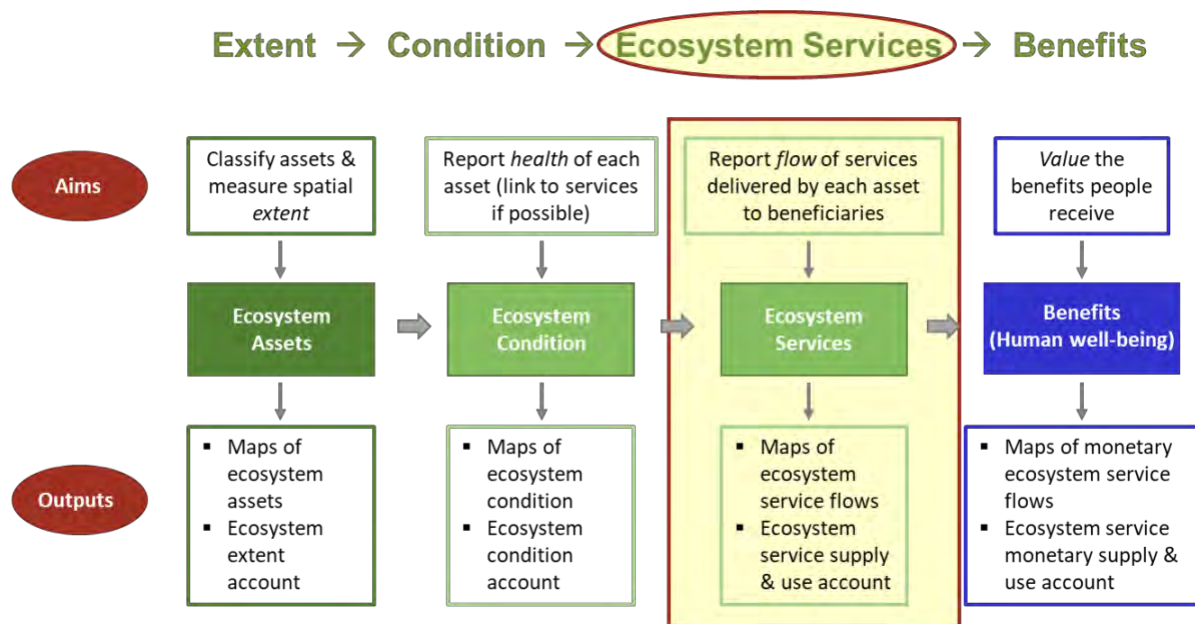 Extent → Condition → Ecosystem Services → Benefits
Aims
Classify assets &
measure spatial
extent
Report health of each
asset (link to services
if possible)
Report flow of services
delivered by each asset
to beneficiaries
Value the
benefits people
receive
Ecosystem
Assets
Ecosystem
Condition
Ecosystem
Services
Benefits
(Human well-being)
Outputs
▪ Maps of
ecosystem
assets
▪ Ecosystem
extent
account
▪ Maps of
ecosystem
condition
▪ Ecosystem
condition
account
▪ Maps of
ecosystem
service flows
▪ Ecosystem
service supply
& use account
▪ Maps of monetary
ecosystem service
flows
▪ Ecosystem service
monetary supply &
use account